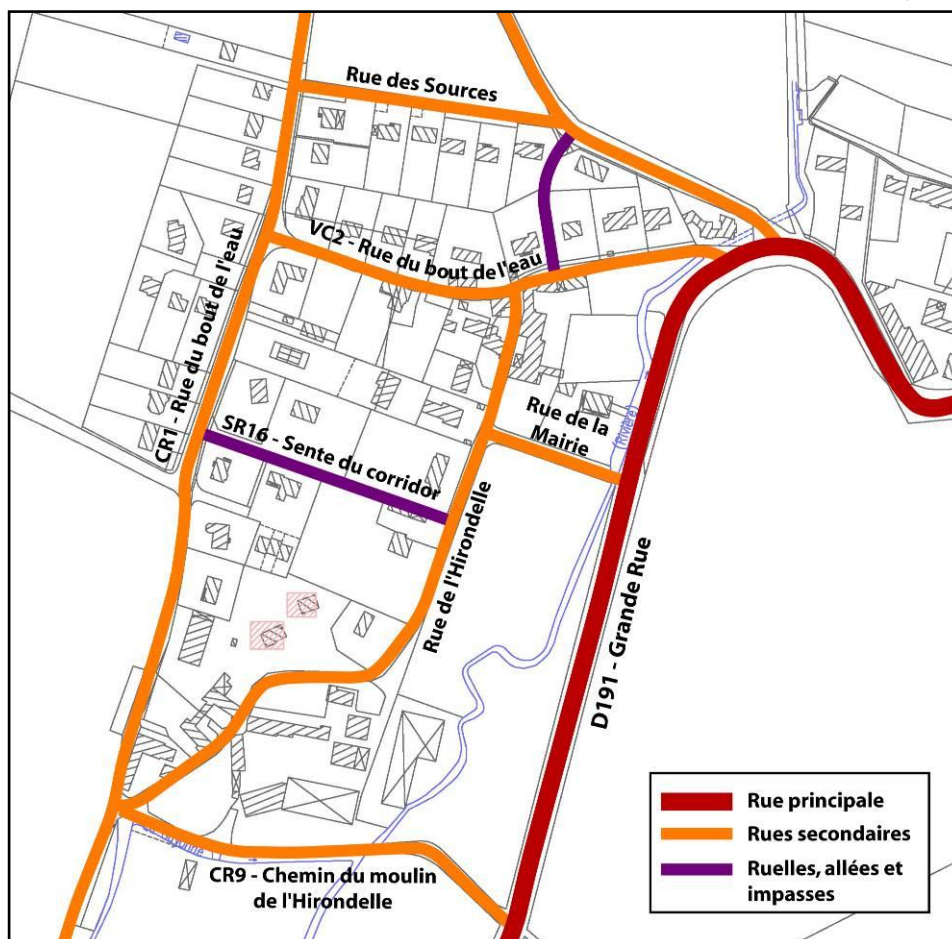 Rue des Sources
VC2 - Rue du bout de l'eau
CR1 - Rue du bout de l'eau
SR16 - Sente du corridor
Rue de la
Mairie
(Rivière)
Rue de l'Hirondelle
D191 - Grande Rue
CR9 - Chemin du moulin
de l'Hirondelle
Rue principale
Rues secondaires
Ruelles, allées et
impasses